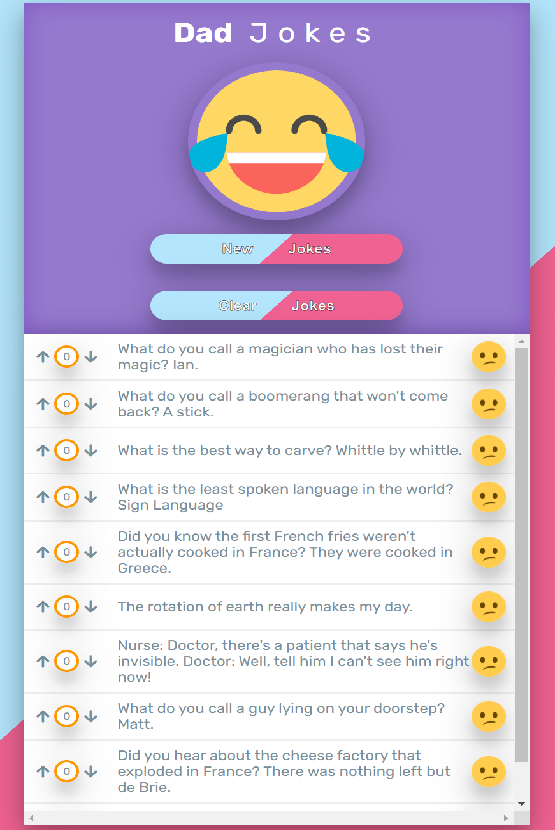 Dad Jokes
New Jokes
Clear Jokes
0
What do you call a magician who has lost their
magic? Ian.
0
What do you call a boomerang that won't come
back? A stick.
0
What is the best way to carve? Whittle by whittle.
0
What is the least spoken language in the world?
Sign Language
0
Did you know the first French fries weren't
actually cooked in France? They were cooked in
Greece.
0
The rotation of earth really makes my day.
0
Nurse: Doctor, there's a patient that says he's
invisible. Doctor: Well, tell him I can't see him right
now!
0
What do you call a guy lying on your doorstep?
Matt.
0
Did you hear about the cheese factory that
exploded in France? There was nothing left but
de Brie.